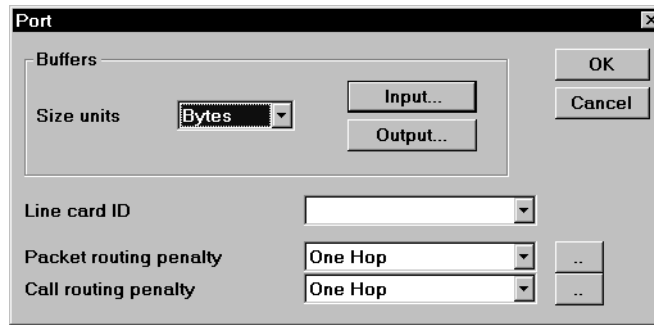 Port
Buffers
Size units
Bytes
Input...
Output...
OK
Cancel
Line card ID
Packet routing penalty
One Hop
..
Call routing penalty
One Hop
..